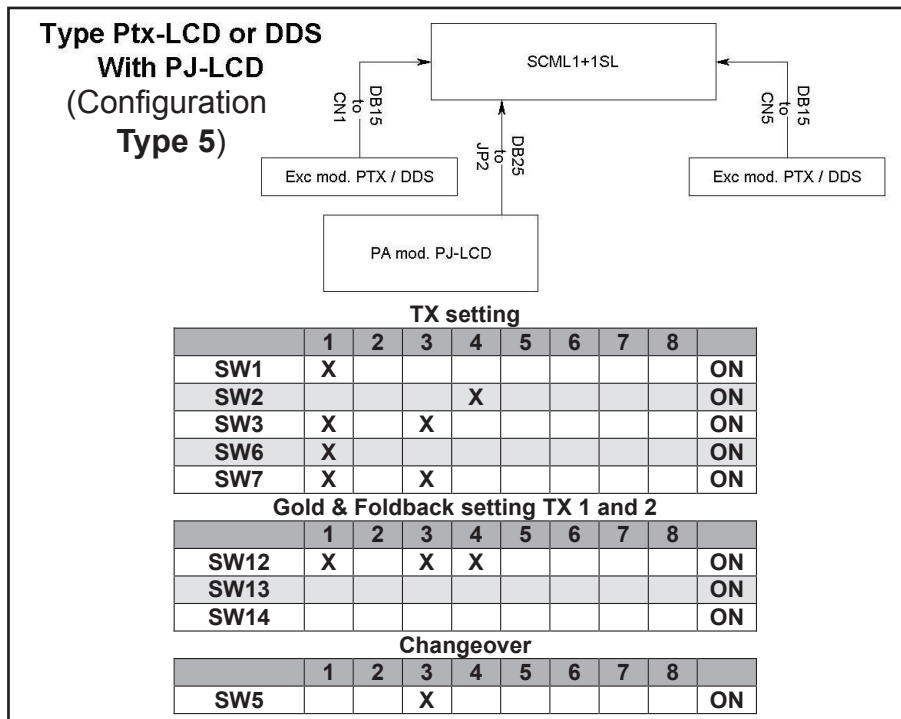 Type Ptx-LCD or DDS
With PJ-LCD
(Configuration
Type 5)
SCML1+1SL
DB15
to
CN1
DB25
to
JP2
DB15
to
CN5
Exc mod. PTX / DDS
Exc mod. PTX / DDS
PA mod. PJ-LCD
TX setting
1 2 3 4 5 6 7 8
SW1 X ON
SW2 X ON
SW3 X X ON
SW6 X ON
SW7 X X ON
Gold & Foldback setting TX 1 and 2
1 2 3 4 5 6 7 8
SW12 X X X ON
SW13 ON
SW14 ON
Changeover
1 2 3 4 5 6 7 8
SW5 X ON